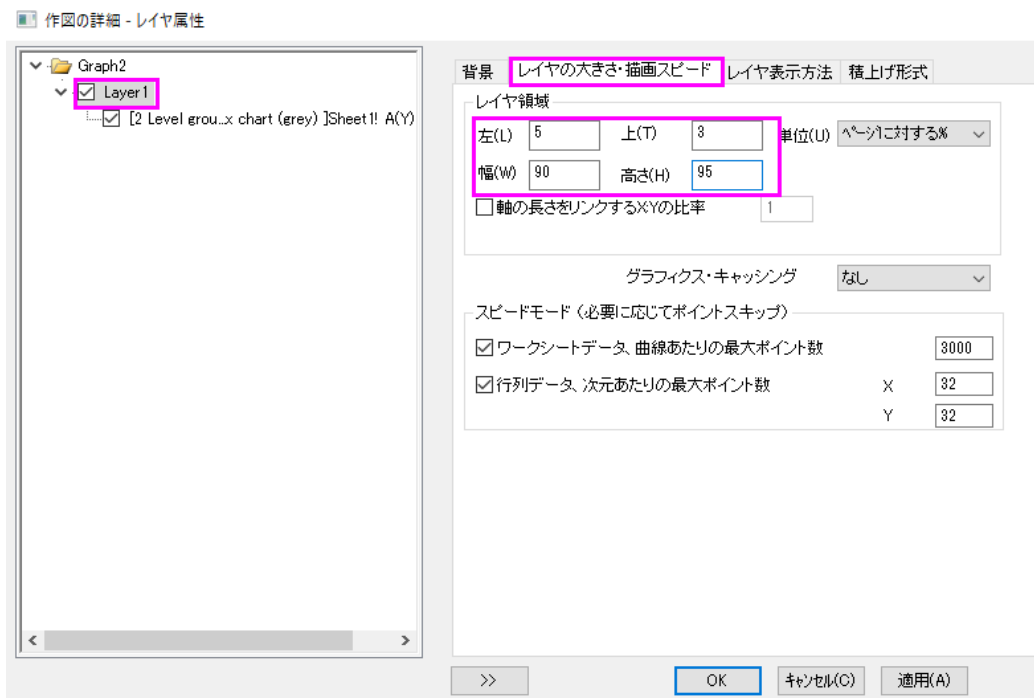 作図の詳細 - レイヤ属性
Graph2
Layer1
[2 Level grou...x chart (grey) ]Sheet1! A(Y)
背景 レイヤの大きさ・描画スピード レイヤ表示方法 積上げ形式
レイヤ領域
左(L) 5 上(T) 3 単位(U) ページに対する%
幅(W) 90 高さ(H) 95
軸の長さをリンクするX:Yの比率 1
グラフィクス・キャッシング なし
スピードモード (必要に応じてポイントスキップ)
ワークシートデータ、曲線あたりの最大ポイント数 3000
行列データ、次元あたりの最大ポイント数 X 32
Y 32
>> OK キャンセル(C) 適用(A)